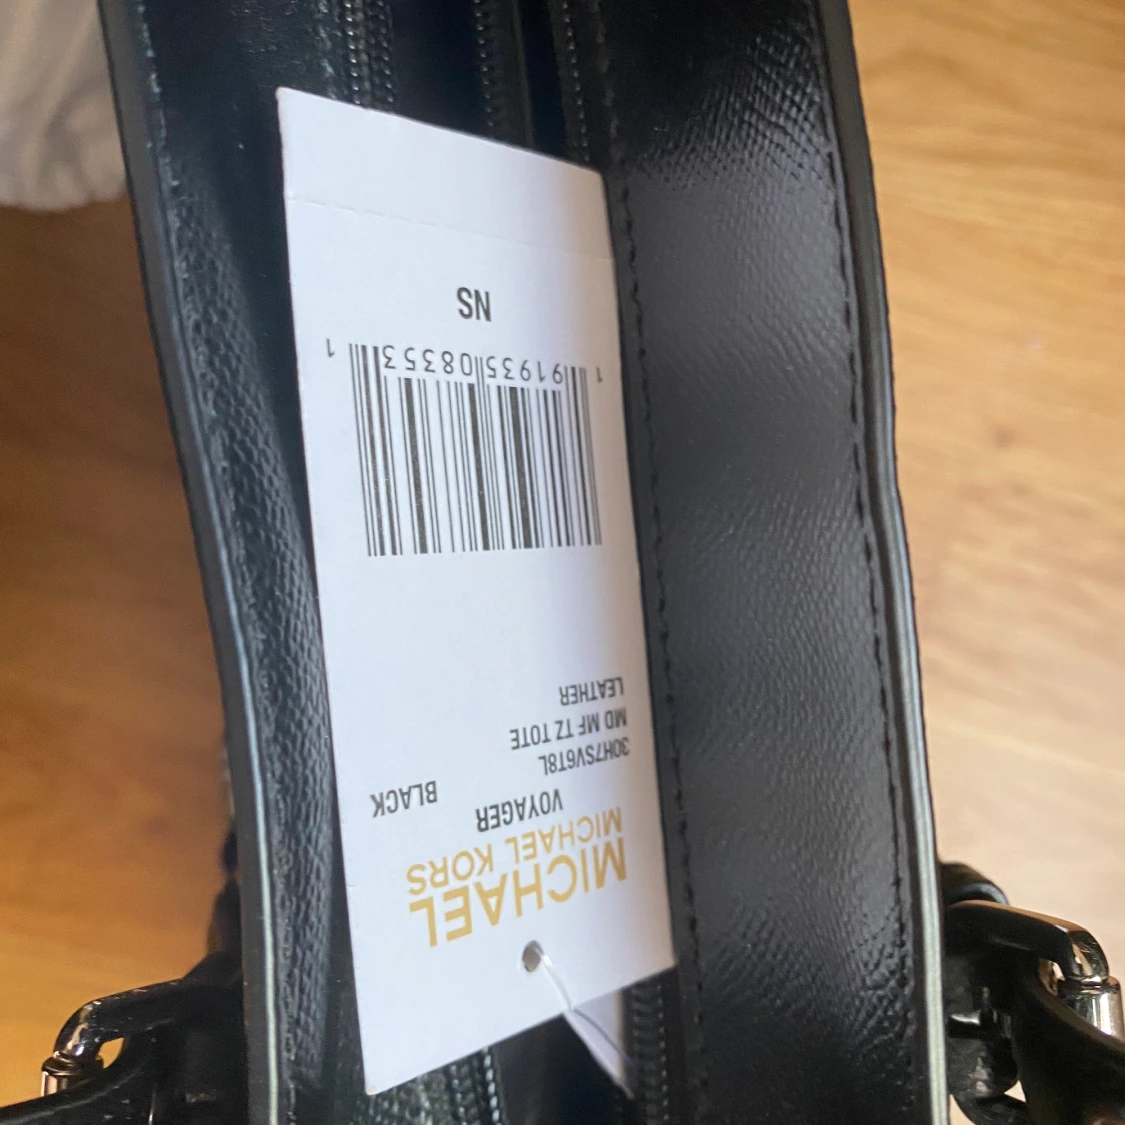 MICHAEL
MICHAEL KORS
VOYAGER
30H7SV6T8L BLACK
MD MF TZ TOTE
LEATHER
1 91935 08353 1
NS